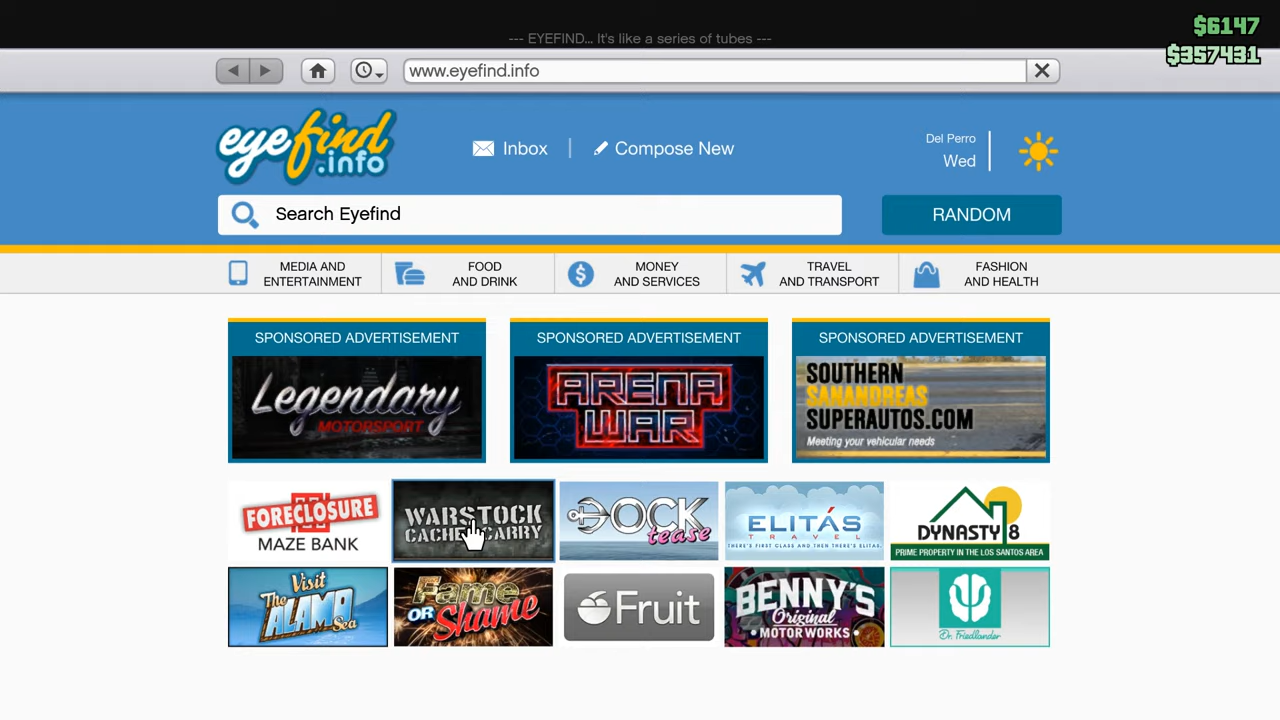 $6147
--- EYEFIND... It's like a series of tubes ---
$357431
www.eyefind.info
eyefind
.info
Inbox
Compose New
Del Perro
Wed
Search Eyefind
RANDOM
MEDIA AND
ENTERTAINMENT
FOOD
AND DRINK
MONEY
AND SERVICES
TRAVEL
AND TRANSPORT
FASHION
AND HEALTH
SPONSORED ADVERTISEMENT
Legendary
MOTORSPORT
SPONSORED ADVERTISEMENT
ARENA
WAR
SPONSORED ADVERTISEMENT
SOUTHERN
SANANDREAS
SUPERAUTOS.COM
Meeting your vehicular needs
FORECLOSURE
MAZE BANK
WARSTOCK
CACHE CARRY
DOCK
tease
ELITÁS
TRAVEL
THERE'S FIRST CLASS AND THEN THERE'S ELITAS.
DYNASTY 8
PRIME PROPERTY IN THE LOS SANTOS AREA
Visit
The
ALAMO
Sea
Fame
OR Shame
Fruit
BENNY'S
Original
MOTOR WORKS
Dr. Friedlander